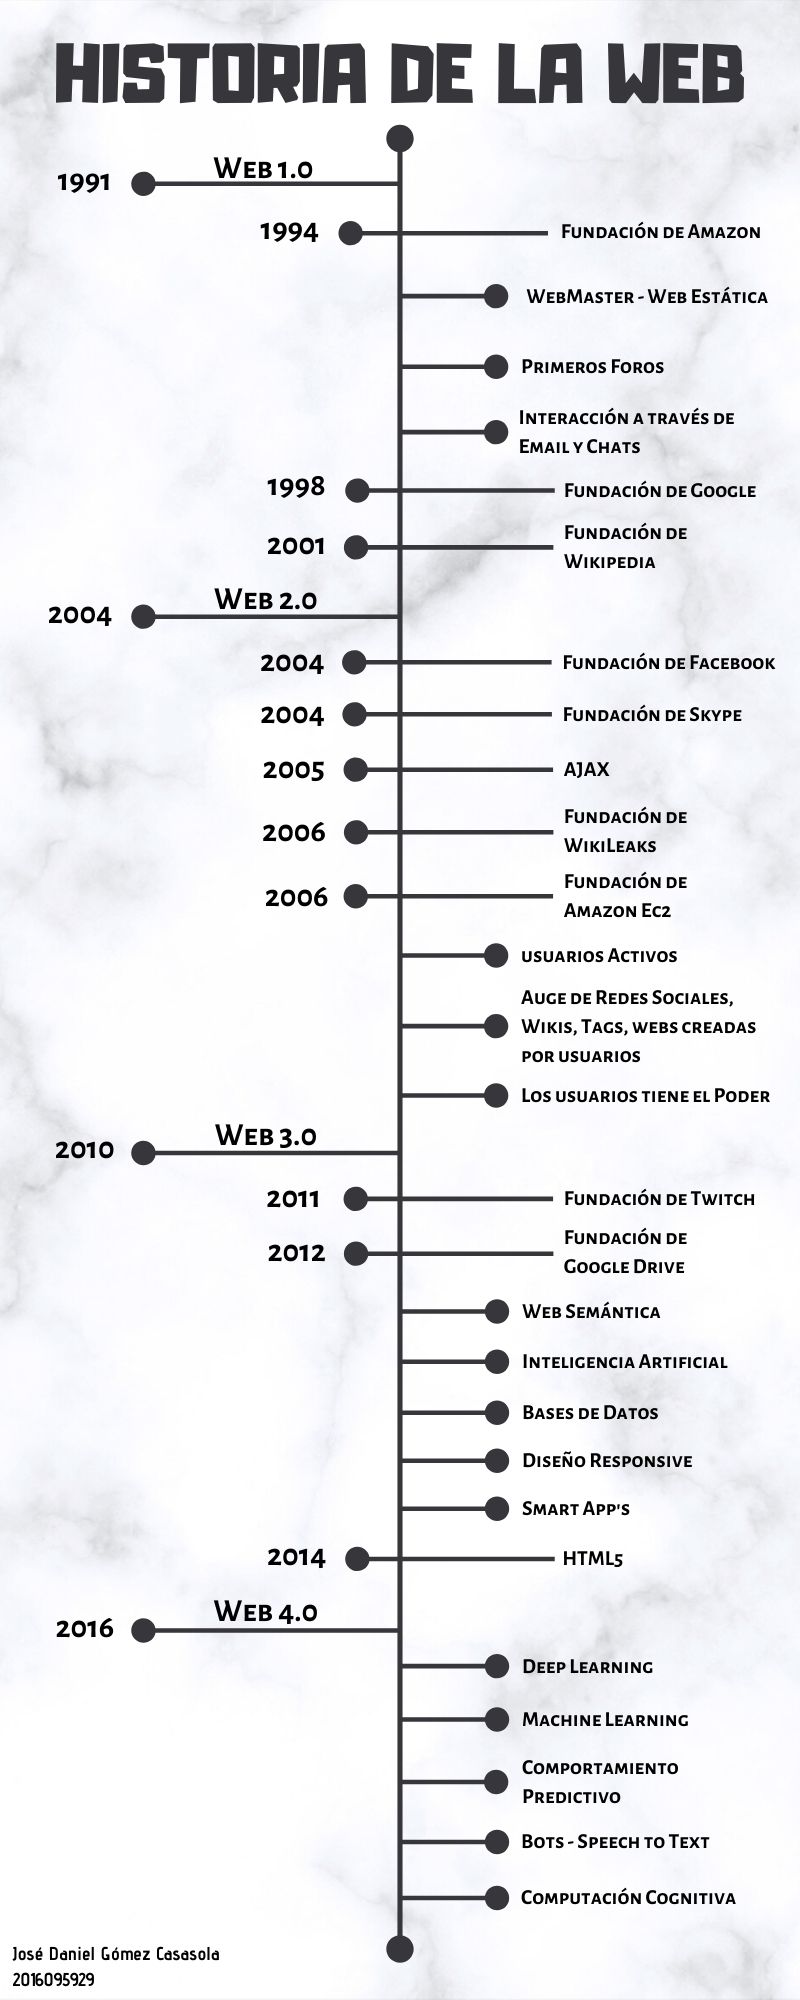 HISTORIA DE LA WEB
Web 1.0
1991
1994
Fundación de Amazon
WebMaster - Web Estática
Primeros Foros
Interacción a través de
Email y Chats
1998
Fundación de Google
2001
Fundación de
Wikipedia
Web 2.0
2004
2004
Fundación de Facebook
2004
Fundación de Skype
2005
AJAX
2006
Fundación de
WikiLeaks
2006
Fundación de
Amazon Ec2
usuarios Activos
Auge de Redes Sociales,
Wikis, Tags, webs creadas
por usuarios
Los usuarios tiene el Poder
Web 3.0
2010
2011
Fundación de Twitch
2012
Fundación de
Google Drive
Web Semántica
Inteligencia Artificial
Bases de Datos
Diseño Responsive
Smart App's
2014
HTML5
Web 4.0
2016
Deep Learning
Machine Learning
Comportamiento
Predictivo
Bots - Speech to Text
Computación Cognitiva
José Daniel Gómez Casasola
2016095929